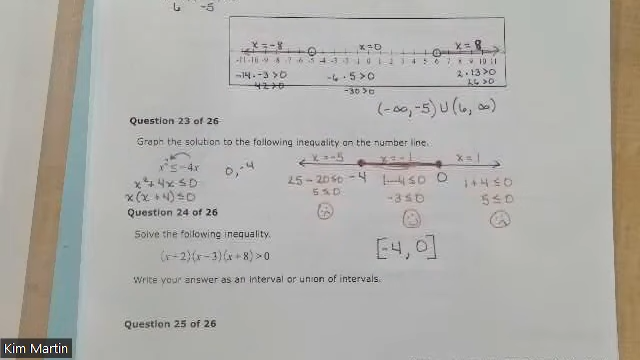 6 -5
x=-8 x=0 x=8
-11-10-9-8-7-6-5-4-3-2-1 0 1 2 3 4 5 6 7 8 9 10 11
-14·-3>0 -6·5>0 2·13>0
42>0 -30>0 26>0
(-∞,-5)∪(6,∞)
Question 23 of 26
Graph the solution to the following inequality on the number line.
x²≤-4x 0,-4 x=-5 x=-1 x=1
x²+4x≤0 25-20≤0 -4 1-4≤0 0 1+4≤0
x(x+4)≤0 5≤0 -3≤0 5≤0
Question 24 of 26
Solve the following inequality. [-4,0]
(x-2)(x-3)(x+8)>0
Write your answer as an interval or union of intervals.
Question 25 of 26
Kim Martin